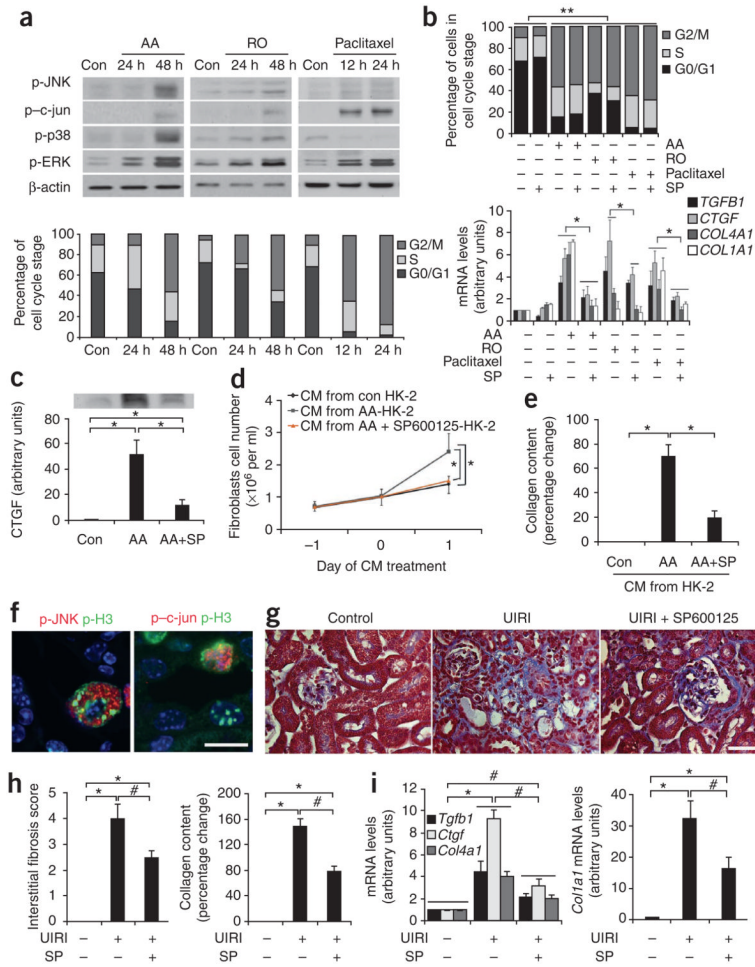 a
AA RO Paclitaxel
Con 24 h 48 h Con 24 h 48 h Con 12 h 24 h
p-JNK
p–c-jun
p-p38
p-ERK
β-actin
Percentage of
cell cycle stage
100
80
60
40
20
0
G2/M
S
G0/G1
Con 24 h 48 h Con 24 h 48 h Con 12 h 24 h
b
Percentage of cells in
cell cycle stage
100
80
60
40
20
0
**
G2/M
S
G0/G1
– – + + – – – – AA
– – – – + + – – RO
– – – – – – + + Paclitaxel
– + – + – + – + SP
mRNA levels
(arbitrary units)
10
8
6
4
2
0
* * *
TGFB1
CTGF
COL4A1
COL1A1
AA – – + + – – – –
RO – – – – + + – –
Paclitaxel – – – – – – + +
SP – + – + – + – +
c
CTGF (arbitrary units)
80
60
40
20
0
*
* *
Con AA AA+SP
d
CM from con HK-2
CM from AA-HK-2
CM from AA + SP600125-HK-2
Fibroblasts cell number
(×10⁶ per ml)
4
3
2
1
0
* *
–1 0 1
Day of CM treatment
e
Collagen content
(percentage change)
100
80
60
40
20
0
* *
Con AA AA+SP
CM from HK-2
f
p-JNK p-H3 p–c-jun p-H3
g
Control UIRI UIRI + SP600125
h
Interstitial fibrosis score
5
4
3
2
1
0
*
* #
UIRI – + +
SP – – +
Collagen content
(percentage change)
200
160
120
80
40
0
*
* #
– + +
– – +
i
mRNA levels
(arbitrary units)
10
8
6
4
2
0
Tgfb1
Ctgf
Col4a1
#
* #
UIRI – + +
SP – – +
Col1a1 mRNA levels
(arbitrary units)
40
30
20
10
0
*
* #
– + +
– – +